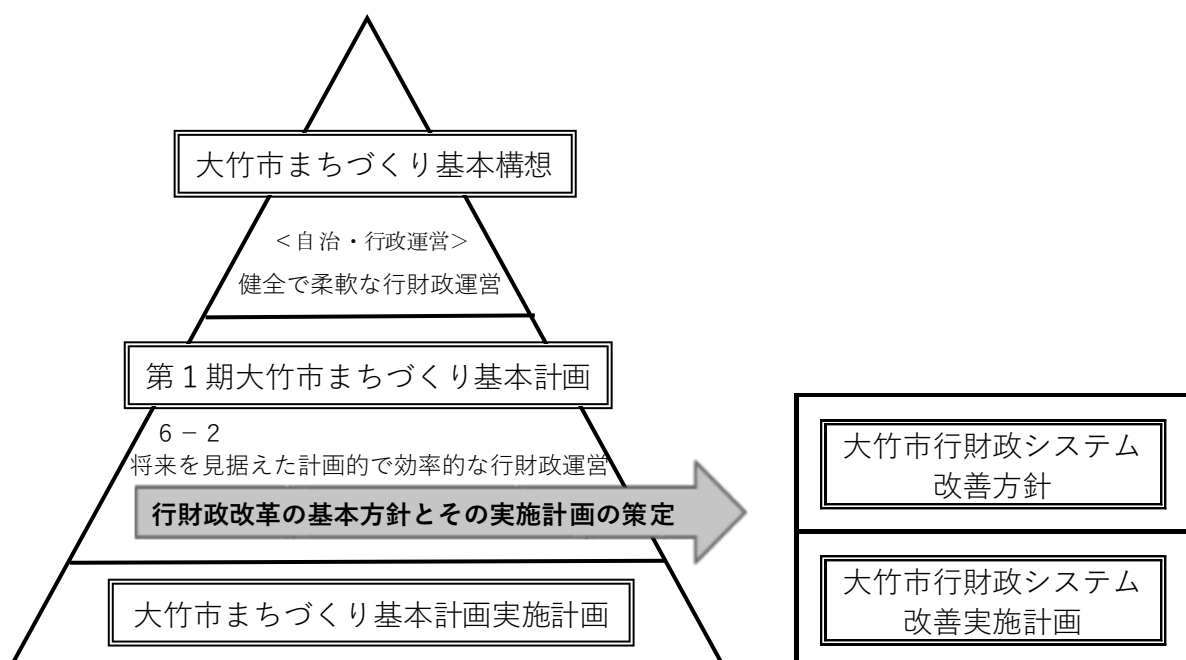 大竹市まちづくり基本構想
＜自治・行政運営＞
健全で柔軟な行財政運営
第１期大竹市まちづくり基本計画
６－２
将来を見据えた計画的で効率的な行財政運営
行財政改革の基本方針とその実施計画の策定
大竹市まちづくり基本計画実施計画
大竹市行財政システム
改善方針
大竹市行財政システム
改善実施計画